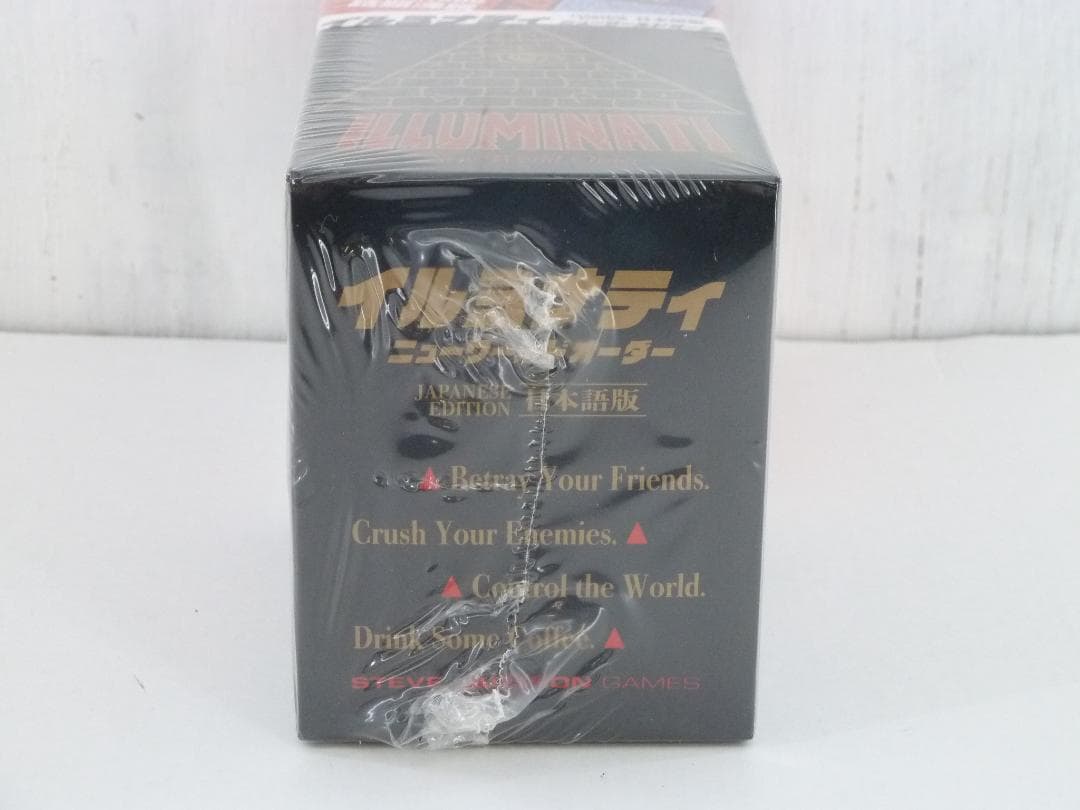 ILLUMINATI
イルミナティ
ニューワールドオーダー
JAPANESE
EDITION 日本語版
▲ Betray Your Friends.
Crush Your Enemies. ▲
▲ Control the World.
Drink Some Coffee. ▲
STEVE JACKSON GAMES